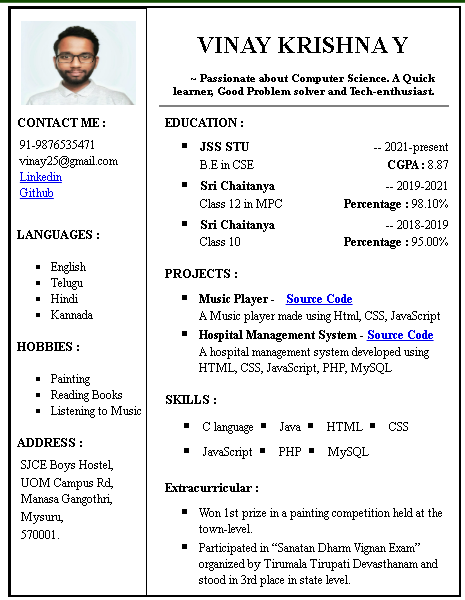 VINAY KRISHNA Y
~ Passionate about Computer Science. A Quick
learner, Good Problem solver and Tech-enthusiast.
CONTACT ME :
91-9876535471
vinay25@gmail.com
Linkedin
Github
LANGUAGES :
English
Telugu
Hindi
Kannada
HOBBIES :
Painting
Reading Books
Listening to Music
ADDRESS :
SJCE Boys Hostel,
UOM Campus Rd,
Manasa Gangothri,
Mysuru,
570001.
EDUCATION :
JSS STU -- 2021-present
B.E in CSE CGPA : 8.87
Sri Chaitanya -- 2019-2021
Class 12 in MPC Percentage : 98.10%
Sri Chaitanya -- 2018-2019
Class 10 Percentage : 95.00%
PROJECTS :
Music Player - Source Code
A Music player made using Html, CSS, JavaScript
Hospital Management System - Source Code
A hospital management system developed using
HTML, CSS, JavaScript, PHP, MySQL
SKILLS :
C language Java HTML CSS
JavaScript PHP MySQL
Extracurricular :
Won 1st prize in a painting competition held at the
town-level.
Participated in “Sanatan Dharm Vignan Exam”
organized by Tirumala Tirupati Devasthanam and
stood in 3rd place in state level.